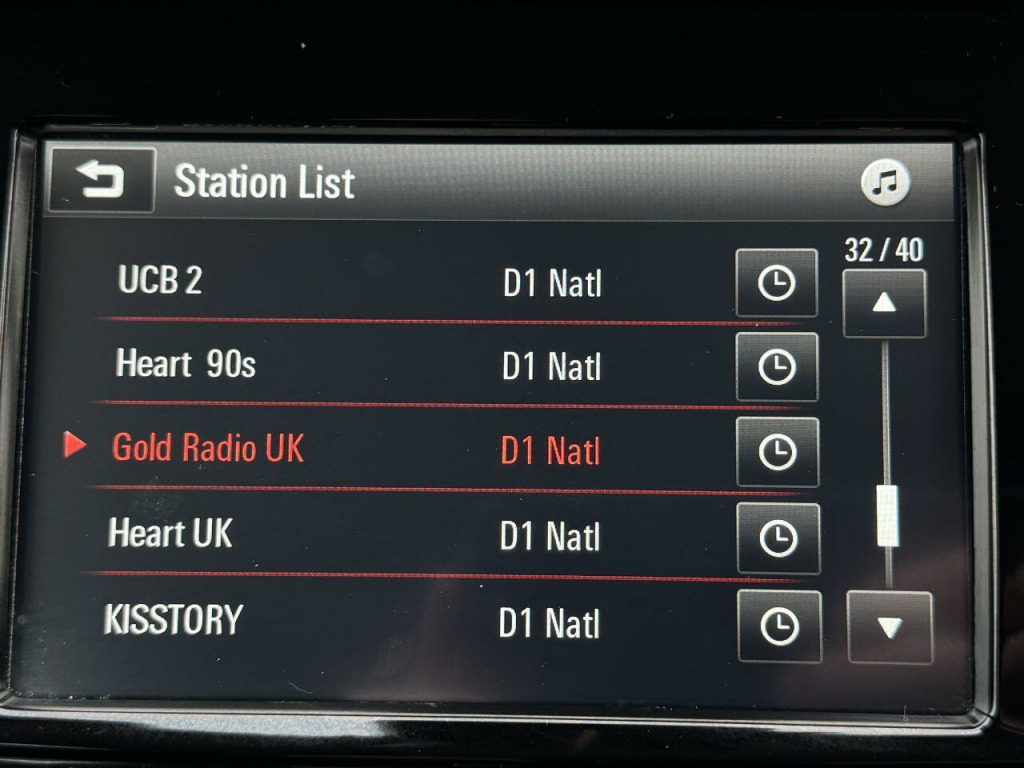 Station List
32 / 40
UCB 2 D1 Natl
Heart 90s D1 Natl
Gold Radio UK D1 Natl
Heart UK D1 Natl
KISSTORY D1 Natl